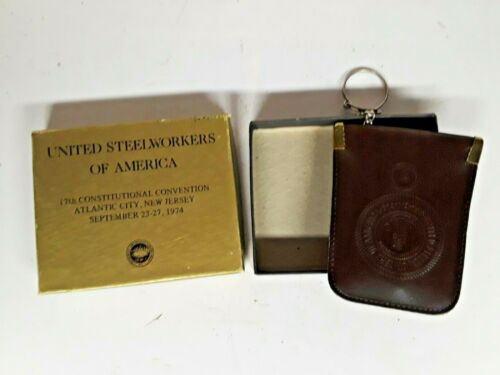 UNITED STEELWORKERS
OF AMERICA
17th CONSTITUTIONAL CONVENTION
ATLANTIC CITY, NEW JERSEY
SEPTEMBER 23-27, 1974